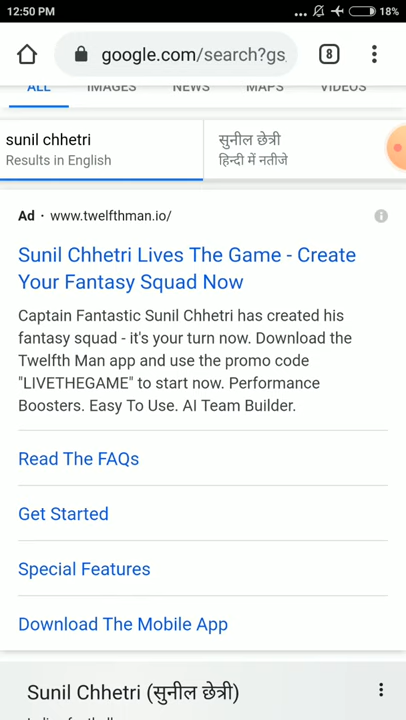 12:50 PM
18%
google.com/search?gs
8
ALL IMAGES NEWS MAPS VIDEOS
sunil chhetri
Results in English
सुनील छेत्री
हिन्दी में नतीजे
Ad · www.twelfthman.io/
Sunil Chhetri Lives The Game - Create
Your Fantasy Squad Now
Captain Fantastic Sunil Chhetri has created his
fantasy squad - it's your turn now. Download the
Twelfth Man app and use the promo code
"LIVETHEGAME" to start now. Performance
Boosters. Easy To Use. AI Team Builder.
Read The FAQs
Get Started
Special Features
Download The Mobile App
Sunil Chhetri (सुनील छेत्री)